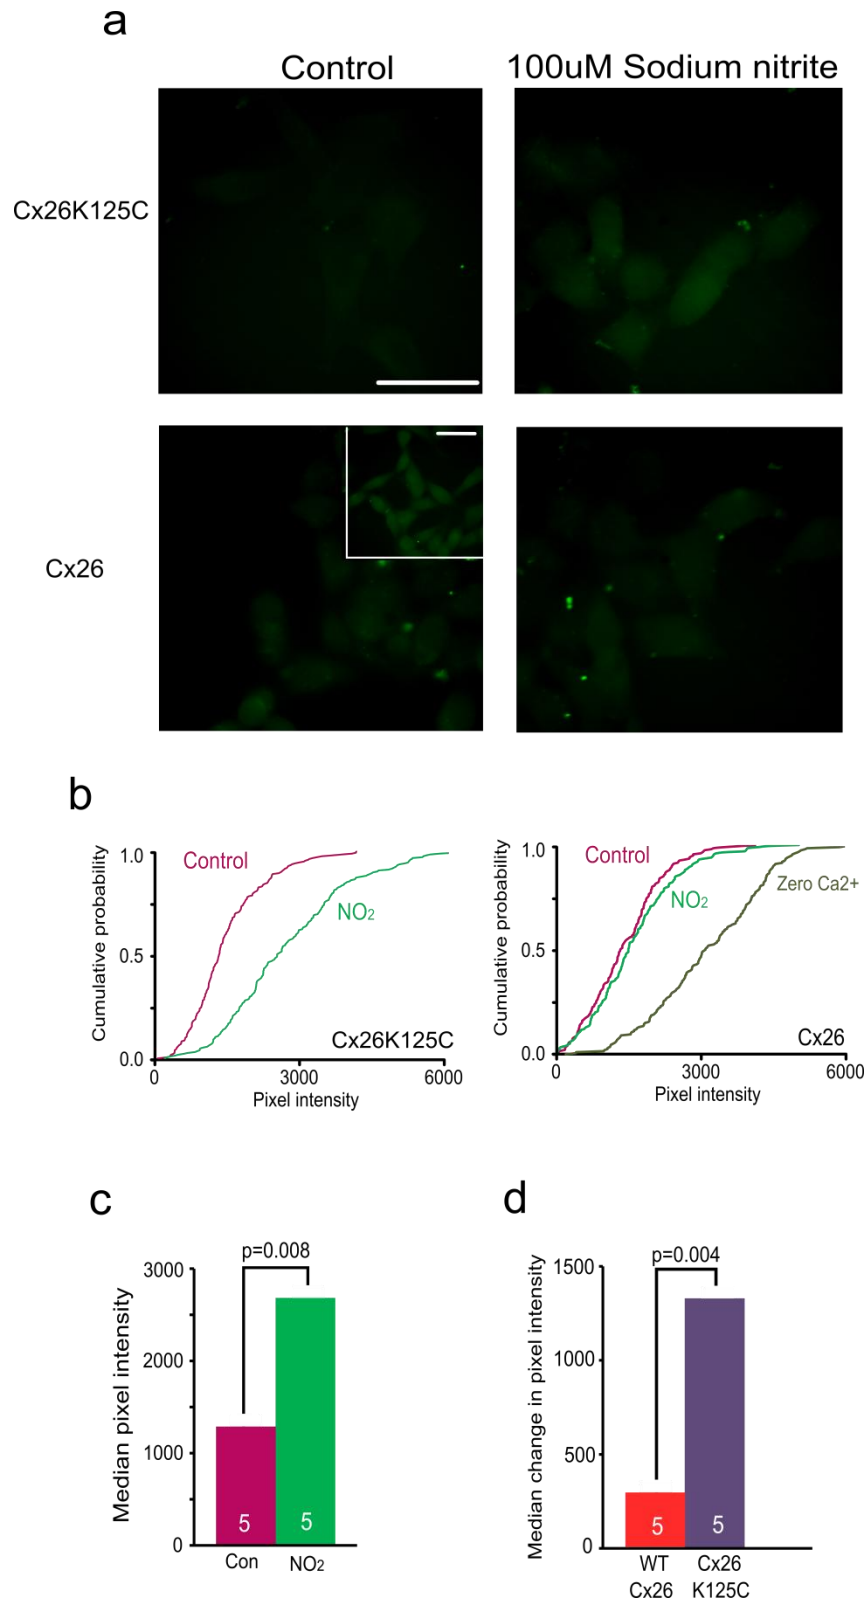 a
Control
100uM Sodium nitrite
Cx26K125C
Cx26
b
Cumulative probability
1.0
0.5
0.0
0
3000
6000
Pixel intensity
Control
NO2
Cx26K125C
Cumulative probability
1.0
0.5
0.0
0
3000
6000
Pixel intensity
Control
NO2
Zero Ca2+
Cx26
c
Median pixel intensity
3000
2000
1000
0
p=0.008
5
5
Con
NO2
d
Median change in pixel intensity
1500
1000
500
0
p=0.004
5
5
WT
Cx26
Cx26
K125C